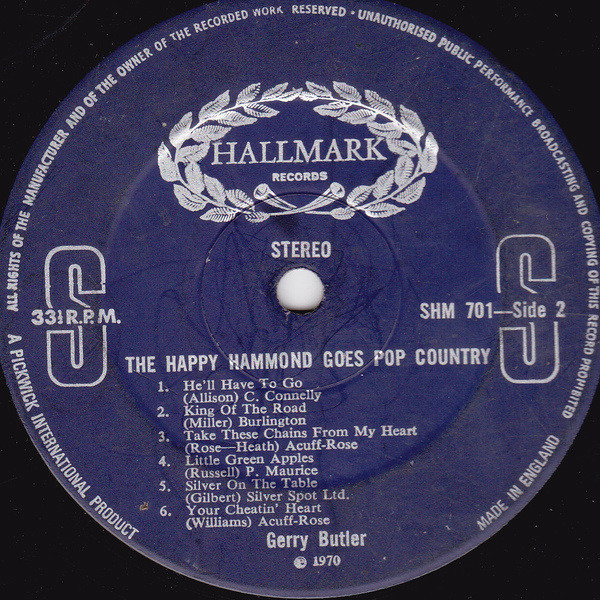 ALL RIGHTS OF THE MANUFACTURER AND OF THE OWNER OF THE RECORDED WORK RESERVED · UNAUTHORISED PUBLIC PERFORMANCE BROADCASTING AND COPYING OF THIS RECORD PROHIBITED
HALLMARK
RECORDS
STEREO
S S
33⅓ R.P.M.
SHM 701—Side 2
THE HAPPY HAMMOND GOES POP COUNTRY
1. He'll Have To Go
(Allison) C. Connelly
2. King Of The Road
(Miller) Burlington
3. Take These Chains From My Heart
(Rose—Heath) Acuff-Rose
4. Little Green Apples
(Russell) P. Maurice
5. Silver On The Table
(Gilbert) Silver Spot Ltd.
6. Your Cheatin' Heart
(Williams) Acuff-Rose
Gerry Butler
℗ 1970
A PICKWICK INTERNATIONAL PRODUCT
MADE IN ENGLAND